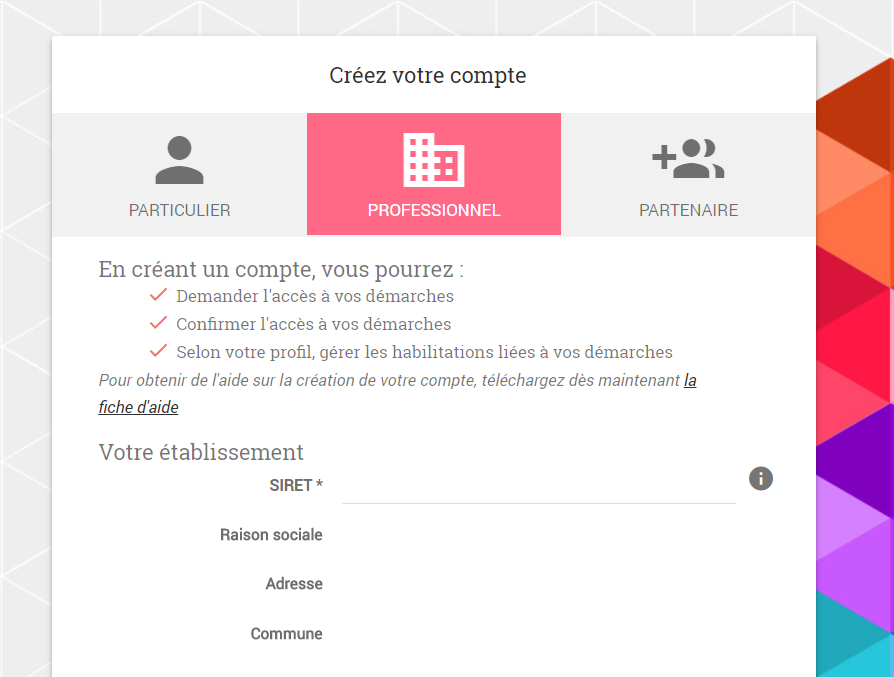 Créez votre compte
PARTICULIER
PROFESSIONNEL
PARTENAIRE
En créant un compte, vous pourrez :
Demander l'accès à vos démarches
Confirmer l'accès à vos démarches
Selon votre profil, gérer les habilitations liées à vos démarches
Pour obtenir de l'aide sur la création de votre compte, téléchargez dès maintenant la
fiche d'aide
Votre établissement
SIRET *
Raison sociale
Adresse
Commune